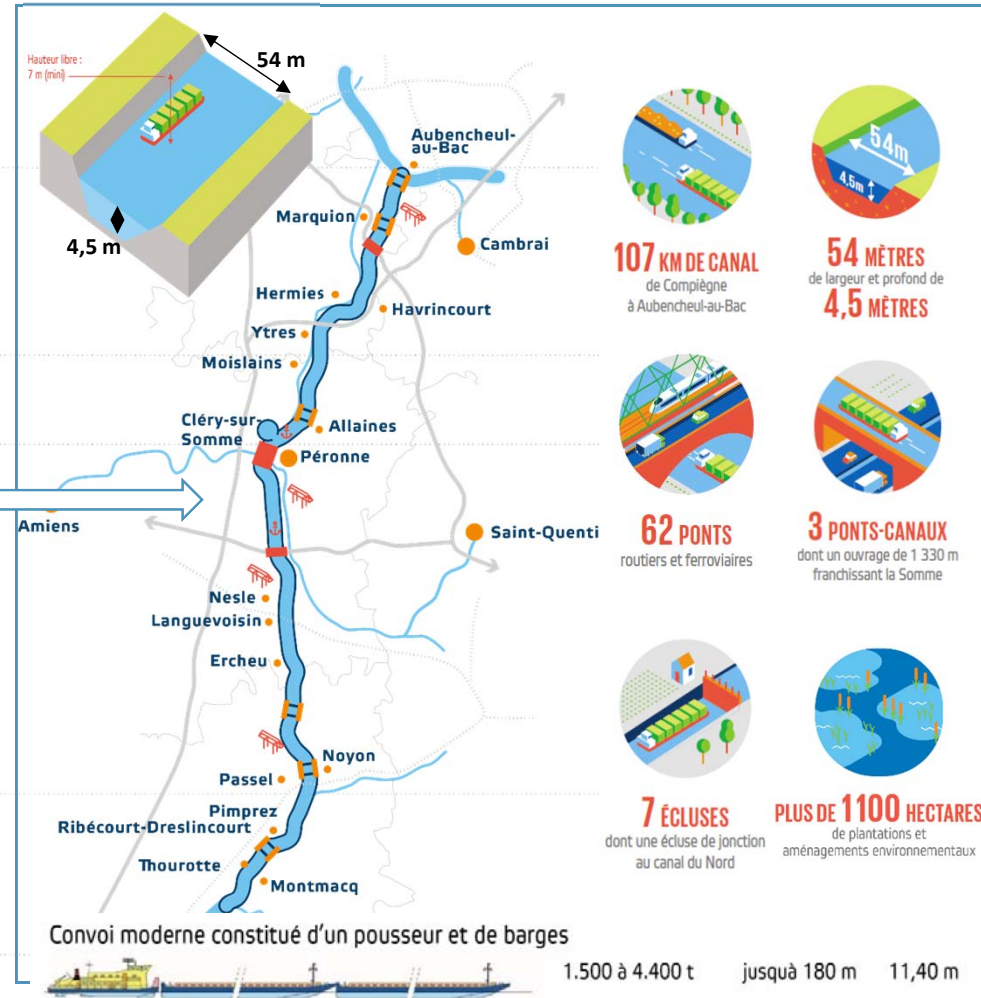 Hauteur libre :
7 m (mini)
54 m
4,5 m
Aubencheul-
au-Bac
Marquion
Cambrai
Hermies
Havrincourt
Ytres
Moislains
Cléry-sur-
Somme
Allaines
Péronne
Amiens
Saint-Quenti
Nesle
Languevoisin
Ercheu
Noyon
Passel
Pimprez
Ribécourt-Dreslincourt
Thourotte
Montmacq
107 KM DE CANAL
de Compiègne
à Aubencheul-au-Bac
54m
4,5m
54 MÈTRES
de largeur et profond de
4,5 MÈTRES
62 PONTS
routiers et ferroviaires
3 PONTS-CANAUX
dont un ouvrage de 1 330 m
franchissant la Somme
7 ÉCLUSES
dont une écluse de jonction
au canal du Nord
PLUS DE 1100 HECTARES
de plantations et
aménagements environnementaux
Convoi moderne constitué d'un pousseur et de barges
1.500 à 4.400 t jusquà 180 m 11,40 m